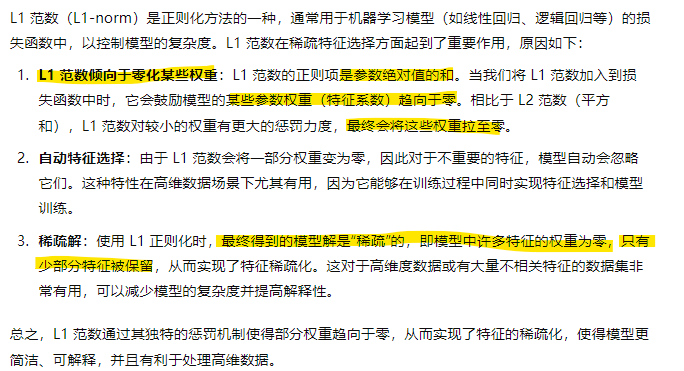 L1 范数（L1-norm）是正则化方法的一种，通常用于机器学习模型（如线性回归、逻辑回归等）的损
失函数中，以控制模型的复杂度。L1 范数在稀疏特征选择方面起到了重要作用，原因如下：
1. L1 范数倾向于零化某些权重：L1 范数的正则项是参数绝对值的和。当我们将 L1 范数加入到损
失函数中时，它会鼓励模型的某些参数权重（特征系数）趋向于零。相比于 L2 范数（平方
和），L1 范数对较小的权重有更大的惩罚力度，最终会将这些权重拉至零。
2. 自动特征选择：由于 L1 范数会将一部分权重变为零，因此对于不重要的特征，模型自动会忽略
它们。这种特性在高维数据场景下尤其有用，因为它能够在训练过程中同时实现特征选择和模型
训练。
3. 稀疏解：使用 L1 正则化时，最终得到的模型解是“稀疏”的，即模型中许多特征的权重为零，只有
少部分特征被保留，从而实现了特征稀疏化。这对于高维度数据或有大量不相关特征的数据集非
常有用，可以减少模型的复杂度并提高解释性。
总之，L1 范数通过其独特的惩罚机制使得部分权重趋向于零，从而实现了特征的稀疏化，使得模型更
简洁、可解释，并且有利于处理高维数据。